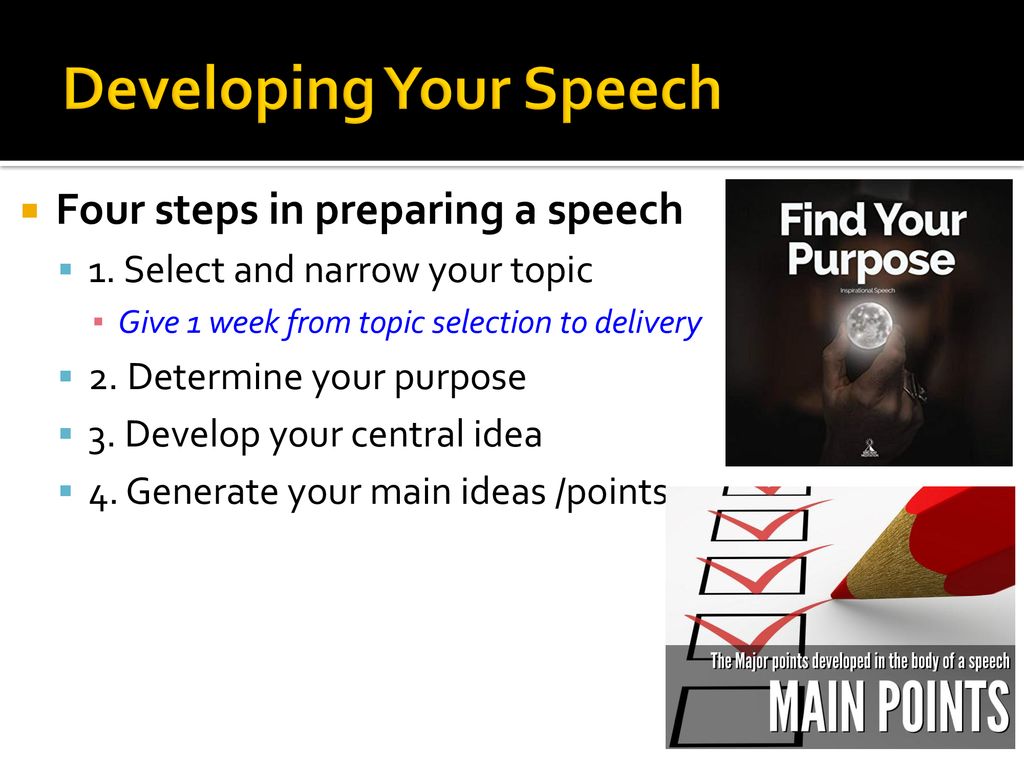 Developing Your Speech
Four steps in preparing a speech
1. Select and narrow your topic
Give 1 week from topic selection to delivery
2. Determine your purpose
3. Develop your central idea
4. Generate your main ideas /points
Find Your
Purpose
Inspirational Speech
The Major points developed in the body of a speech
MAIN POINTS